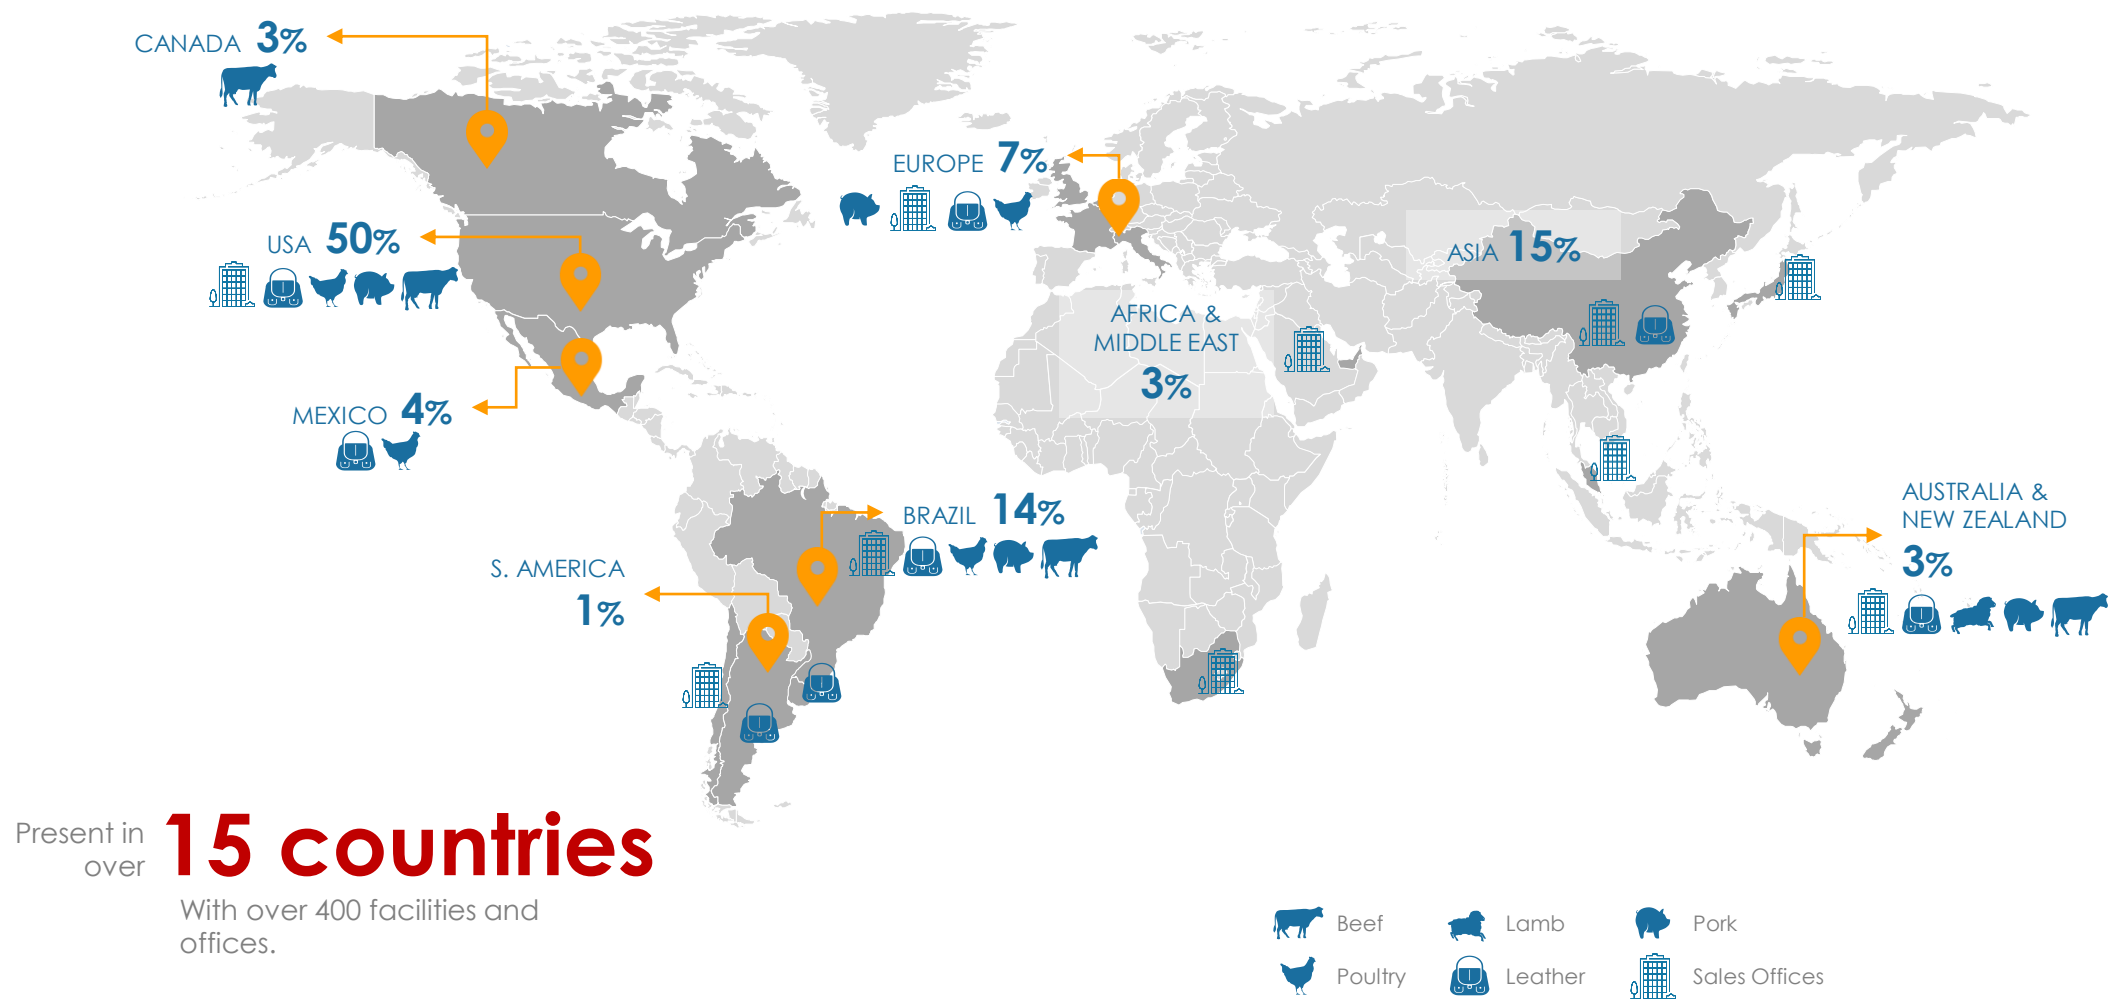 CANADA 3%
EUROPE 7%
USA 50%
ASIA 15%
AFRICA &
MIDDLE EAST
3%
MEXICO 4%
BRAZIL 14%
AUSTRALIA &
NEW ZEALAND
3%
S. AMERICA
1%
Present in
over
15 countries
With over 400 facilities and
offices.
Beef
Lamb
Pork
Poultry
Leather
Sales Offices